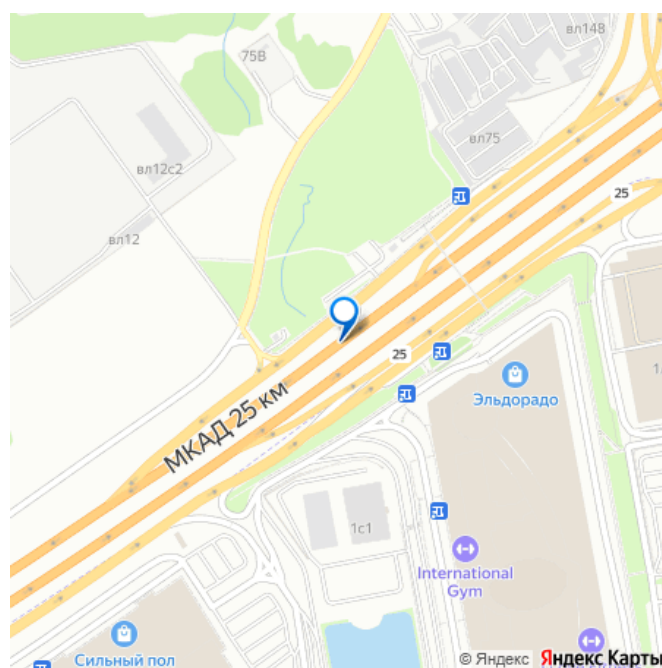 вл148
75В
вл75
вл12с2
25
вл12
25
Эльдорадо
МКАД 25 км
1с1
International
Gym
Сильный пол
© Яндекс Яндекс Карты